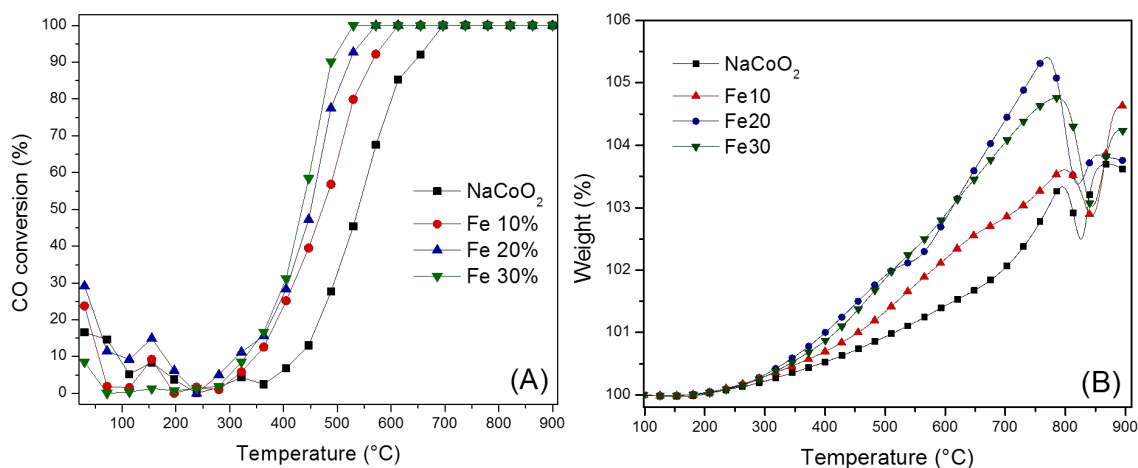 100
90
80
70
60
50
40
30
20
10
0
CO conversion (%)
NaCoO₂
Fe 10%
Fe 20%
Fe 30%
(A)
100 200 300 400 500 600 700 800 900
Temperature (°C)
106
105
104
103
102
101
100
Weight (%)
NaCoO₂
Fe10
Fe20
Fe30
(B)
100 200 300 400 500 600 700 800 900
Temperature (°C)